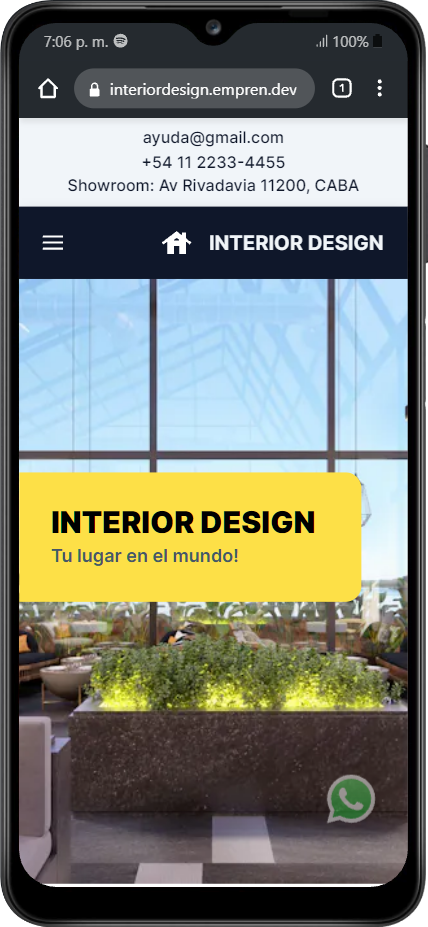 7:06 p. m.
100%
interiordesign.empren.dev
1
ayuda@gmail.com
+54 11 2233-4455
Showroom: Av Rivadavia 11200, CABA
INTERIOR DESIGN
INTERIOR DESIGN
Tu lugar en el mundo!